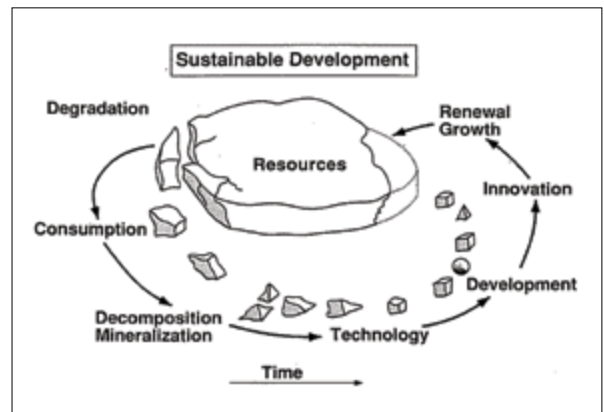 Sustainable Development
Degradation
Renewal
Growth
Resources
Innovation
Consumption
Development
Decomposition
Mineralization
Technology
Time